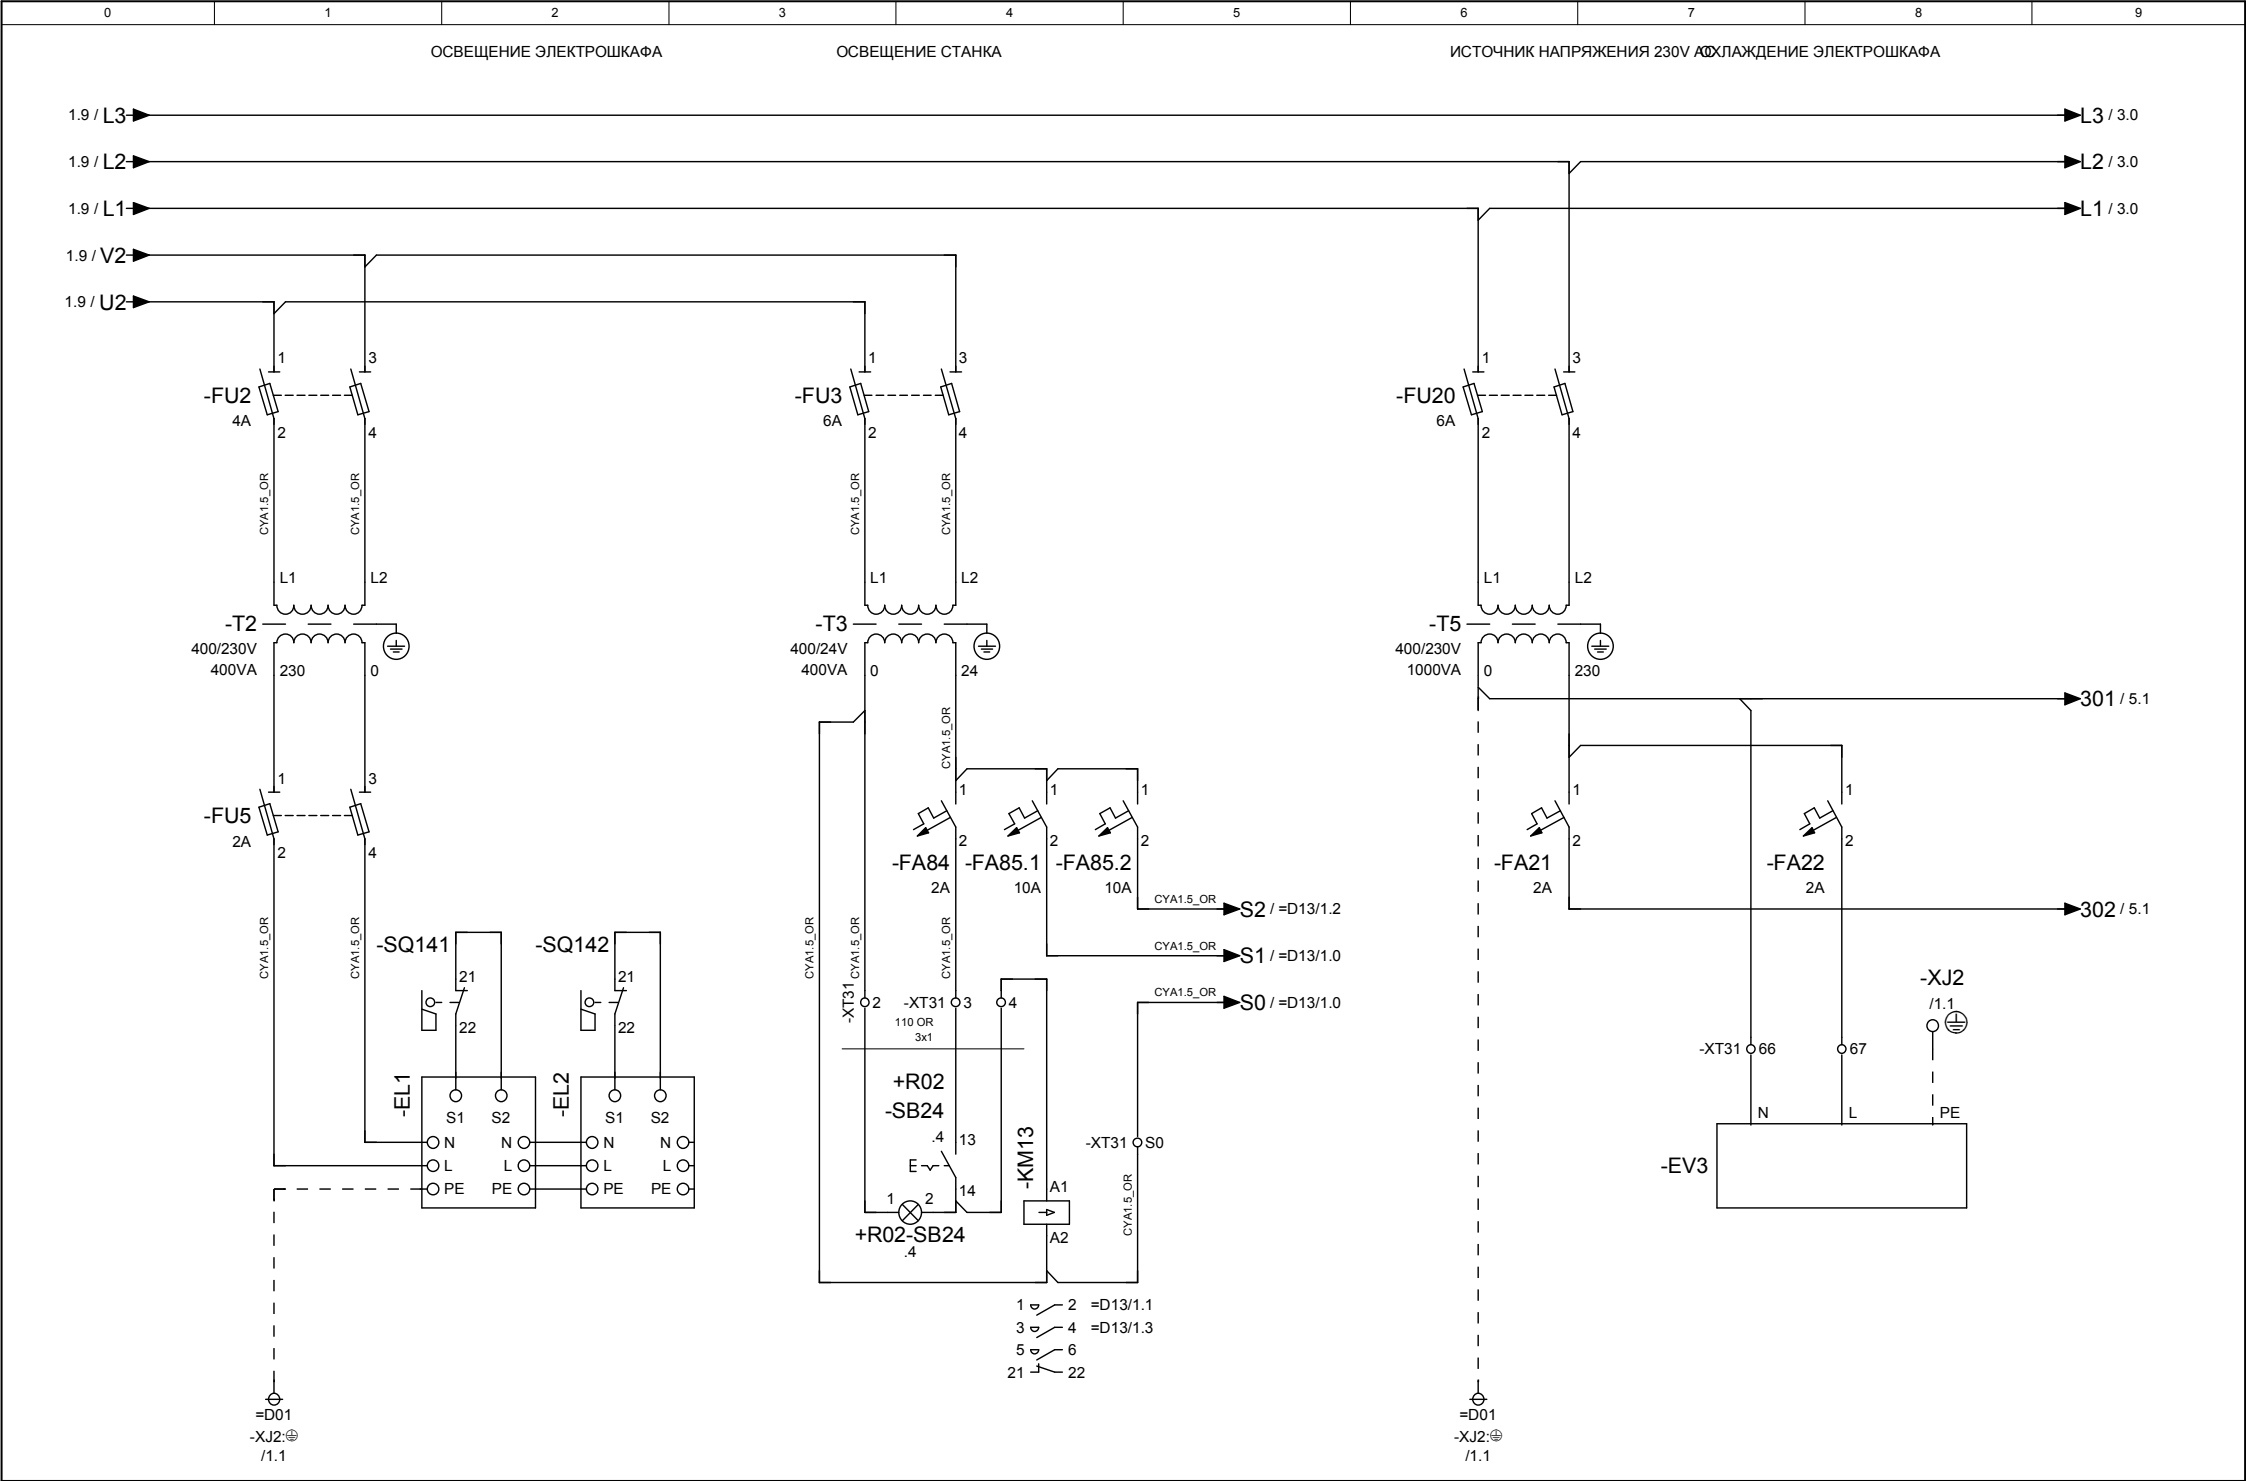 0 1 2 3 4 5 6 7 8 9
ОСВЕЩЕНИЕ ЭЛЕКТРОШКАФА
ОСВЕЩЕНИЕ СТАНКА
ИСТОЧНИК НАПРЯЖЕНИЯ 230V AC
ОХЛАЖДЕНИЕ ЭЛЕКТРОШКАФА
1.9 / L3
L3 / 3.0
1.9 / L2
L2 / 3.0
1.9 / L1
L1 / 3.0
1.9 / V2
1.9 / U2
1 3
-FU2
4A
2 4
CYA1.5_OR
CYA1.5_OR
L1 L2
-T2
400/230V
400VA
230 0
1 3
-FU5
2A
2 4
CYA1.5_OR
CYA1.5_OR
-SQ141
21
22
-SQ142
21
22
-EL1
S1 S2
N N
L L
PE PE
-EL2
S1 S2
N N
L L
PE PE
=D01
-XJ2:
/1.1
1 3
-FU3
6A
2 4
CYA1.5_OR
CYA1.5_OR
L1 L2
-T3
400/24V
400VA
0 24
CYA1.5_OR
1 1 1
2 2 2
-FA84
2A
-FA85.1
10A
-FA85.2
10A
CYA1.5_OR
S2 / =D13/1.2
CYA1.5_OR
S1 / =D13/1.0
CYA1.5_OR
S0 / =D13/1.0
CYA1.5_OR
CYA1.5_OR
CYA1.5_OR
-XT31
2
-XT31
3
4
110 OR
3x1
+R02
-SB24
.4
13
14
E
1 2
+R02-SB24
.4
-KM13
A1
A2
-XT31
S0
CYA1.5_OR
1 2 =D13/1.1
3 4 =D13/1.3
5 6
21 22
1 3
-FU20
6A
2 4
L1 L2
-T5
400/230V
1000VA
0 230
301 / 5.1
1 1
2 2
-FA21
2A
-FA22
2A
302 / 5.1
-XJ2
/1.1
-XT31
66
67
N L PE
-EV3
=D01
-XJ2:
/1.1